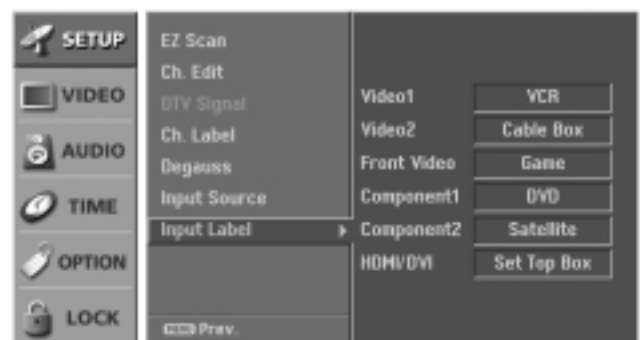 SETUP
VIDEO
AUDIO
TIME
OPTION
LOCK
EZ Scan
Ch. Edit
DTV Signal
Ch. Label
Degauss
Input Source
Input Label
MENU Prev.
Video1 VCR
Video2 Cable Box
Front Video Game
Component1 DVD
Component2 Satellite
HDMI/DVI Set Top Box